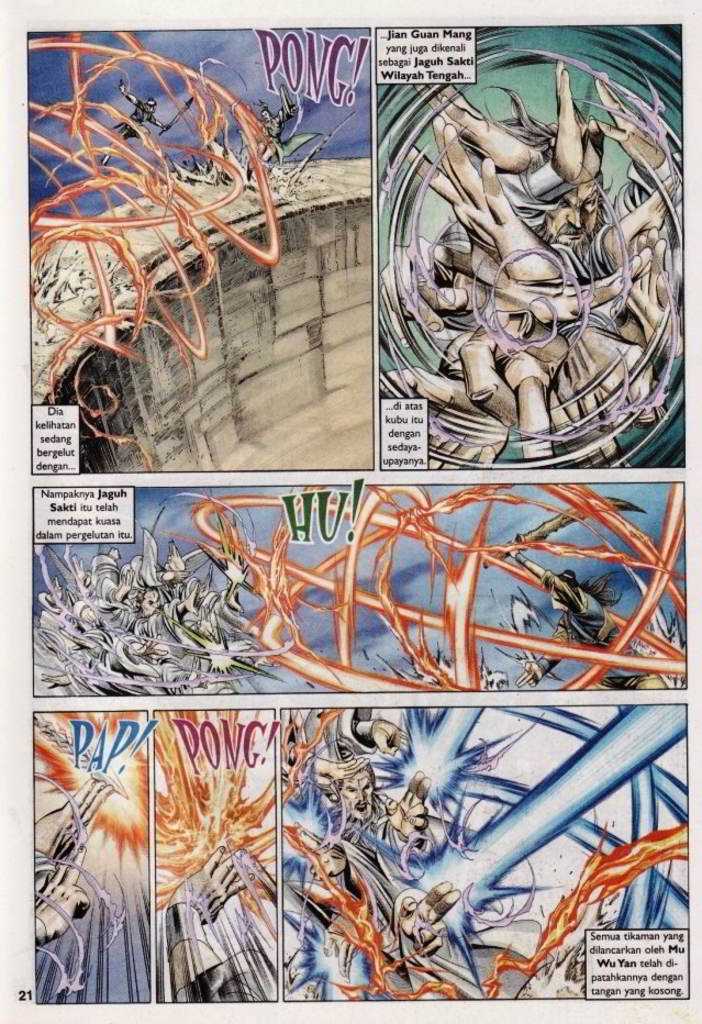 PONG!
...Jian Guan Mang
yang juga dikenali
sebagai Jaguh Sakti
Wilayah Tengah...
Dia
kelihatan
sedang
bergelut
dengan...
...di atas
kubu itu
dengan
sedaya-
upayanya.
Nampaknya Jaguh
Sakti itu telah
mendapat kuasa
dalam pergelutan itu.
HU!
PAP!
PONG!
Semua tikaman yang
dilancarkan oleh Mu
Wu Yan telah di-
patahkannya dengan
tangan yang kosong.
21